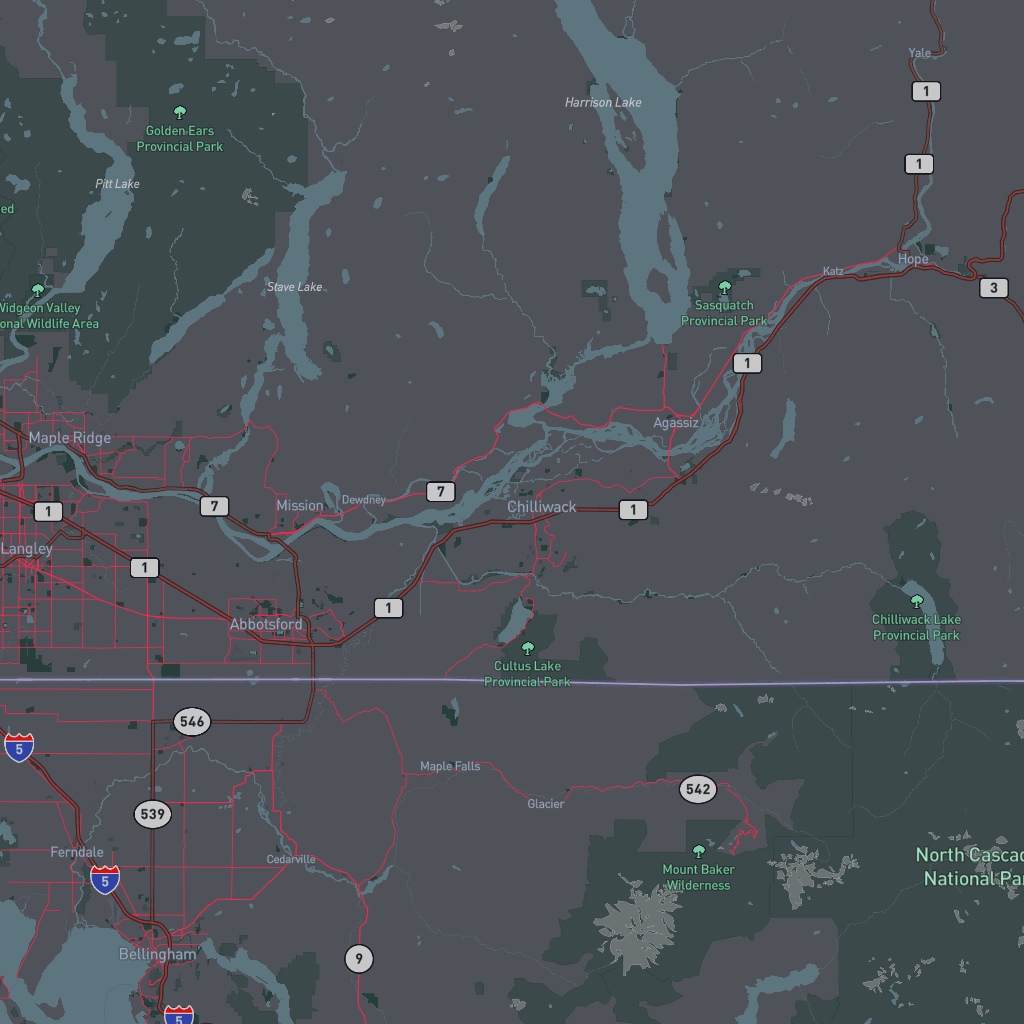 Yale
1
Harrison Lake
Golden Ears
Provincial Park
1
Pitt Lake
ed
Hope
Katz
Stave Lake
3
Widgeon Valley
onal Wildlife Area
Sasquatch
Provincial Park
1
Agassiz
Maple Ridge
7
Dewdney
7
Mission
Chilliwack
1
1
Langley
1
1
Abbotsford
Chilliwack Lake
Provincial Park
Cultus Lake
Provincial Park
546
5
Maple Falls
542
Glacier
539
Ferndale
Cedarville
5
Mount Baker
Wilderness
North Cascad
National Par
Bellingham
9
5